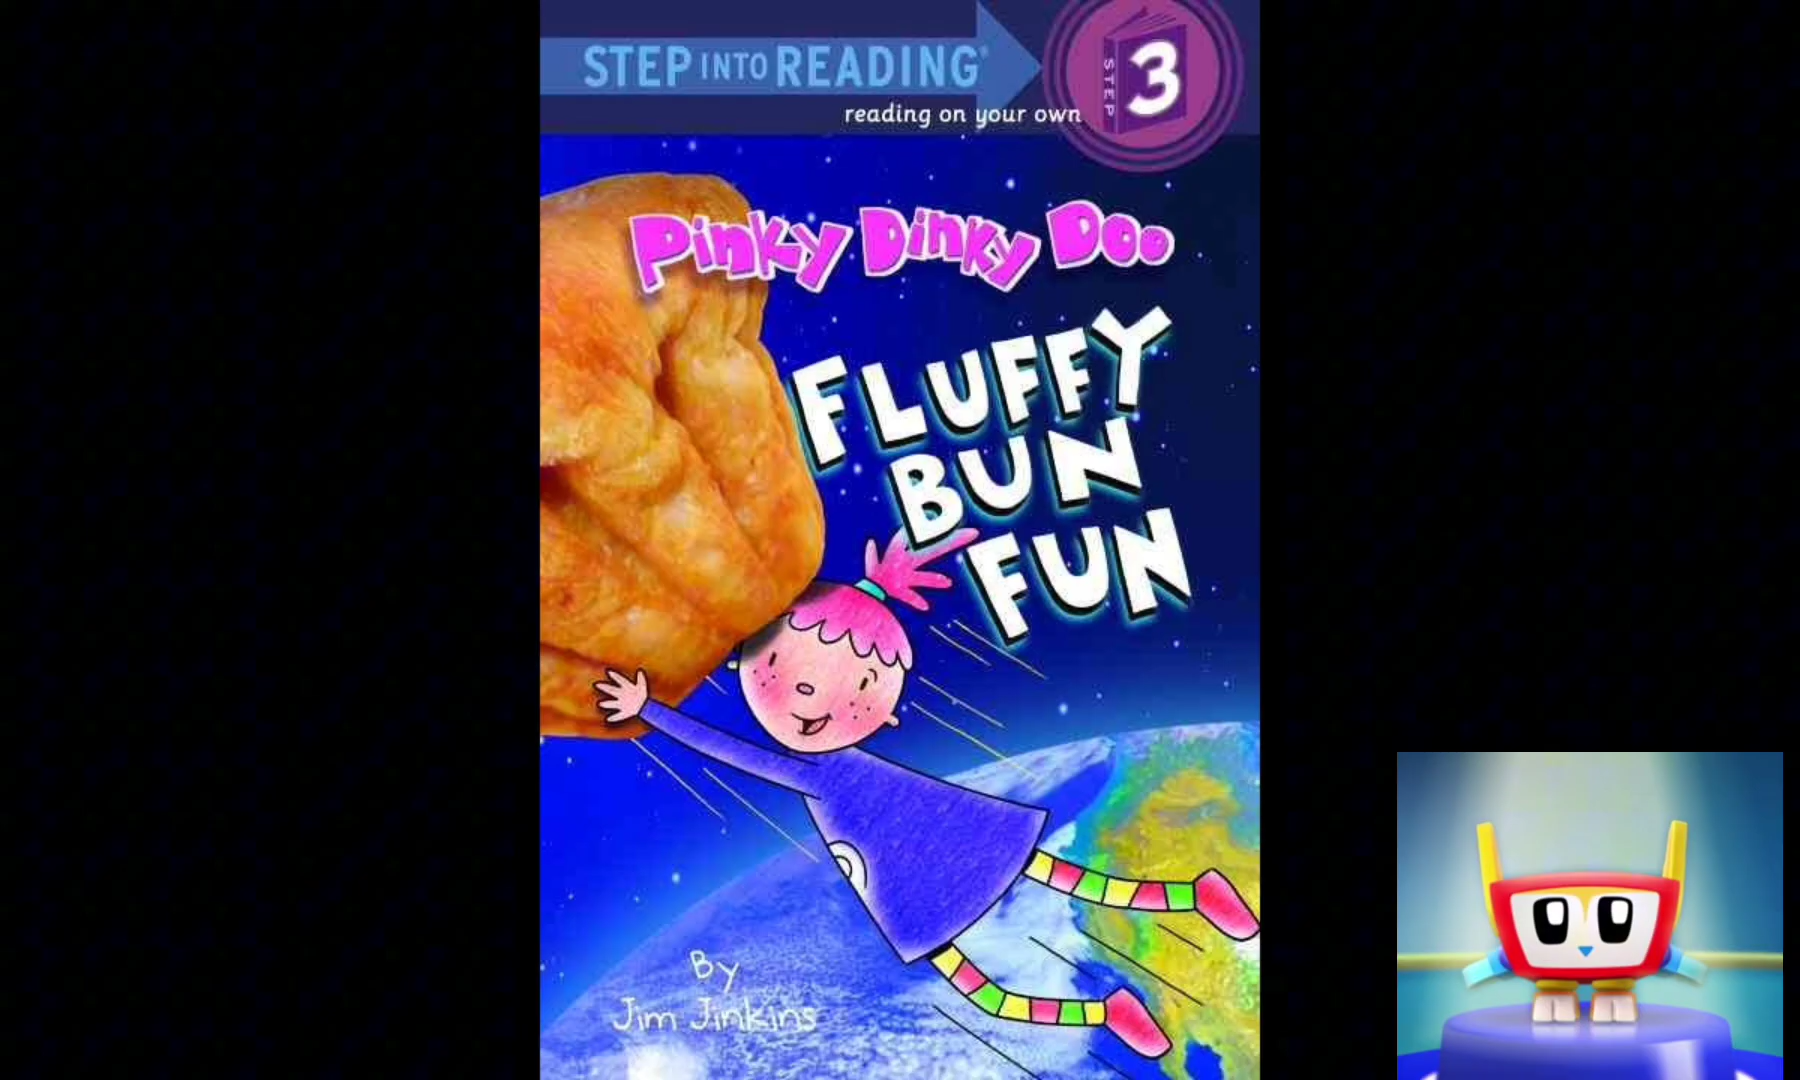 STEP INTO READING®
STEP 3
reading on your own
Pinky Dinky Doo
FLUFFY
BUN
FUN
By
Jim Jinkins